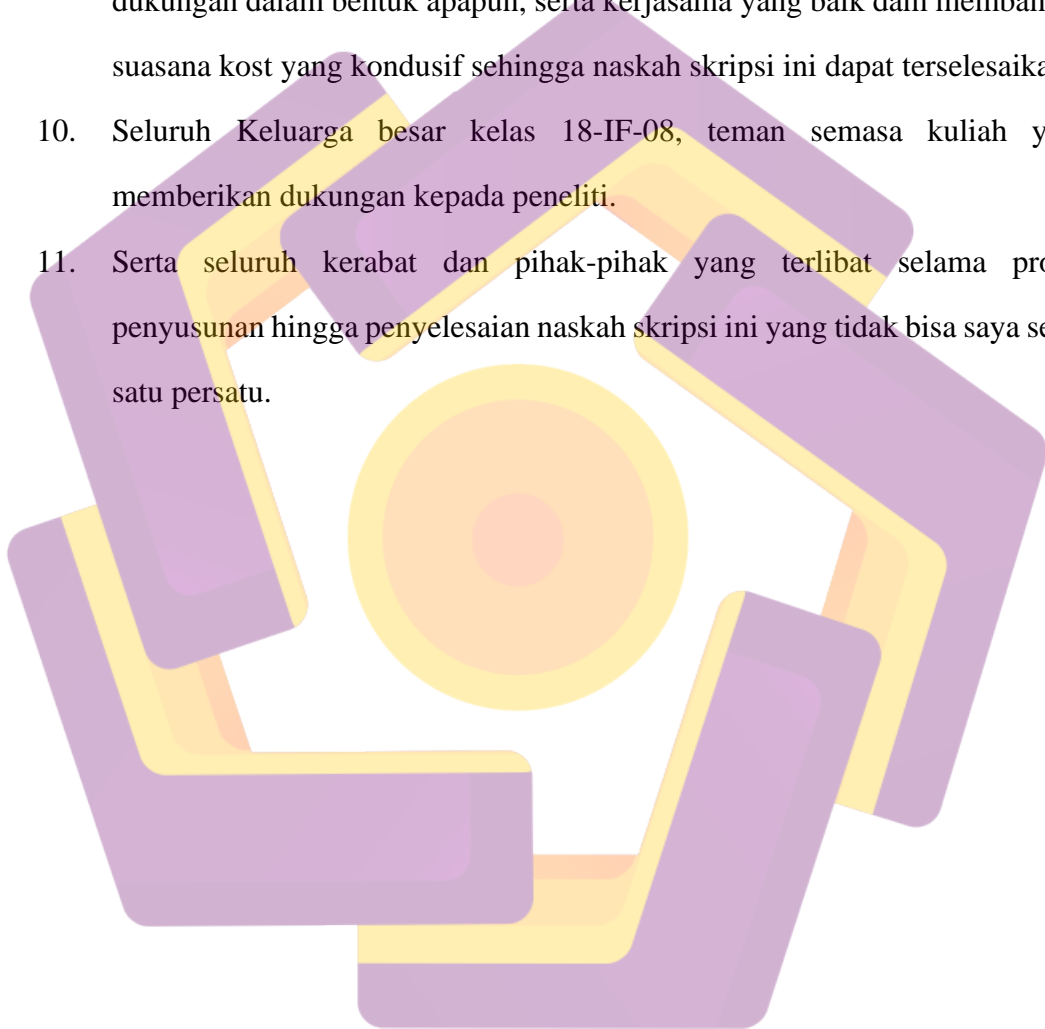 dukungan dalam bentuk apapun, serta kerjasama yang baik dam
suasana kost yang kondusif sehingga naskah skripsi ini dapat
10. Seluruh Keluarga besar kelas 18-IF-08, teman semasa kuliah
memberikan dukungan kepada peneliti.
11. Serta seluruh kerabat dan pihak-pihak yang terlibat selama
penyusunan hingga penyelesaian naskah skripsi ini yang tidak bisa saya
satu persatu.